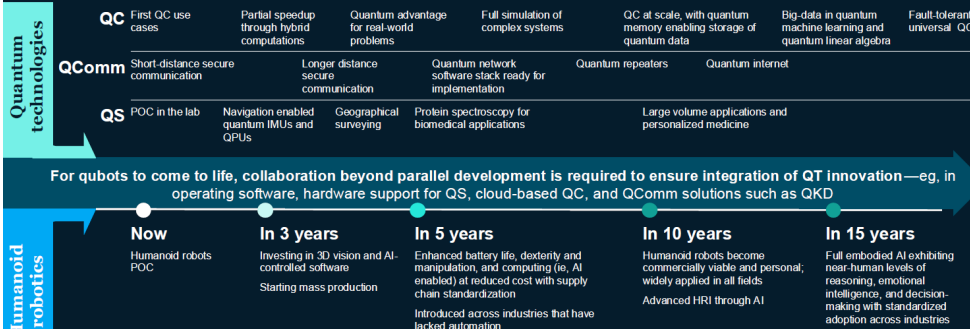 Quantum
technologies
QC
First QC use
cases
Partial speedup
through hybrid
computations
Quantum advantage
for real-world
problems
Full simulation of
complex systems
QC at scale, with quantum
memory enabling storage of
quantum data
Big-data in quantum
machine learning and
quantum linear algebra
Fault-tolerant
universal QC
QComm
Short-distance secure
communication
Longer distance
secure
communication
Quantum network
software stack ready for
implementation
Quantum repeaters
Quantum internet
QS
POC in the lab
Navigation enabled
quantum IMUs and
QPUs
Geographical
surveying
Protein spectroscopy for
biomedical applications
Large volume applications and
personalized medicine
For qubots to come to life, collaboration beyond parallel development is required to ensure integration of QT innovation—eg, in
operating software, hardware support for QS, cloud-based QC, and QComm solutions such as QKD
Humanoid
robotics
Now
Humanoid robots
POC
In 3 years
Investing in 3D vision and AI-
controlled software
Starting mass production
In 5 years
Enhanced battery life, dexterity and
manipulation, and computing (ie, AI
enabled) at reduced cost with supply
chain standardization
Introduced across industries that have
lacked automation
In 10 years
Humanoid robots become
commercially viable and personal;
widely applied in all fields
Advanced HRI through AI
In 15 years
Full embodied AI exhibiting
near-human levels of
reasoning, emotional
intelligence, and decision-
making with standardized
adoption across industries